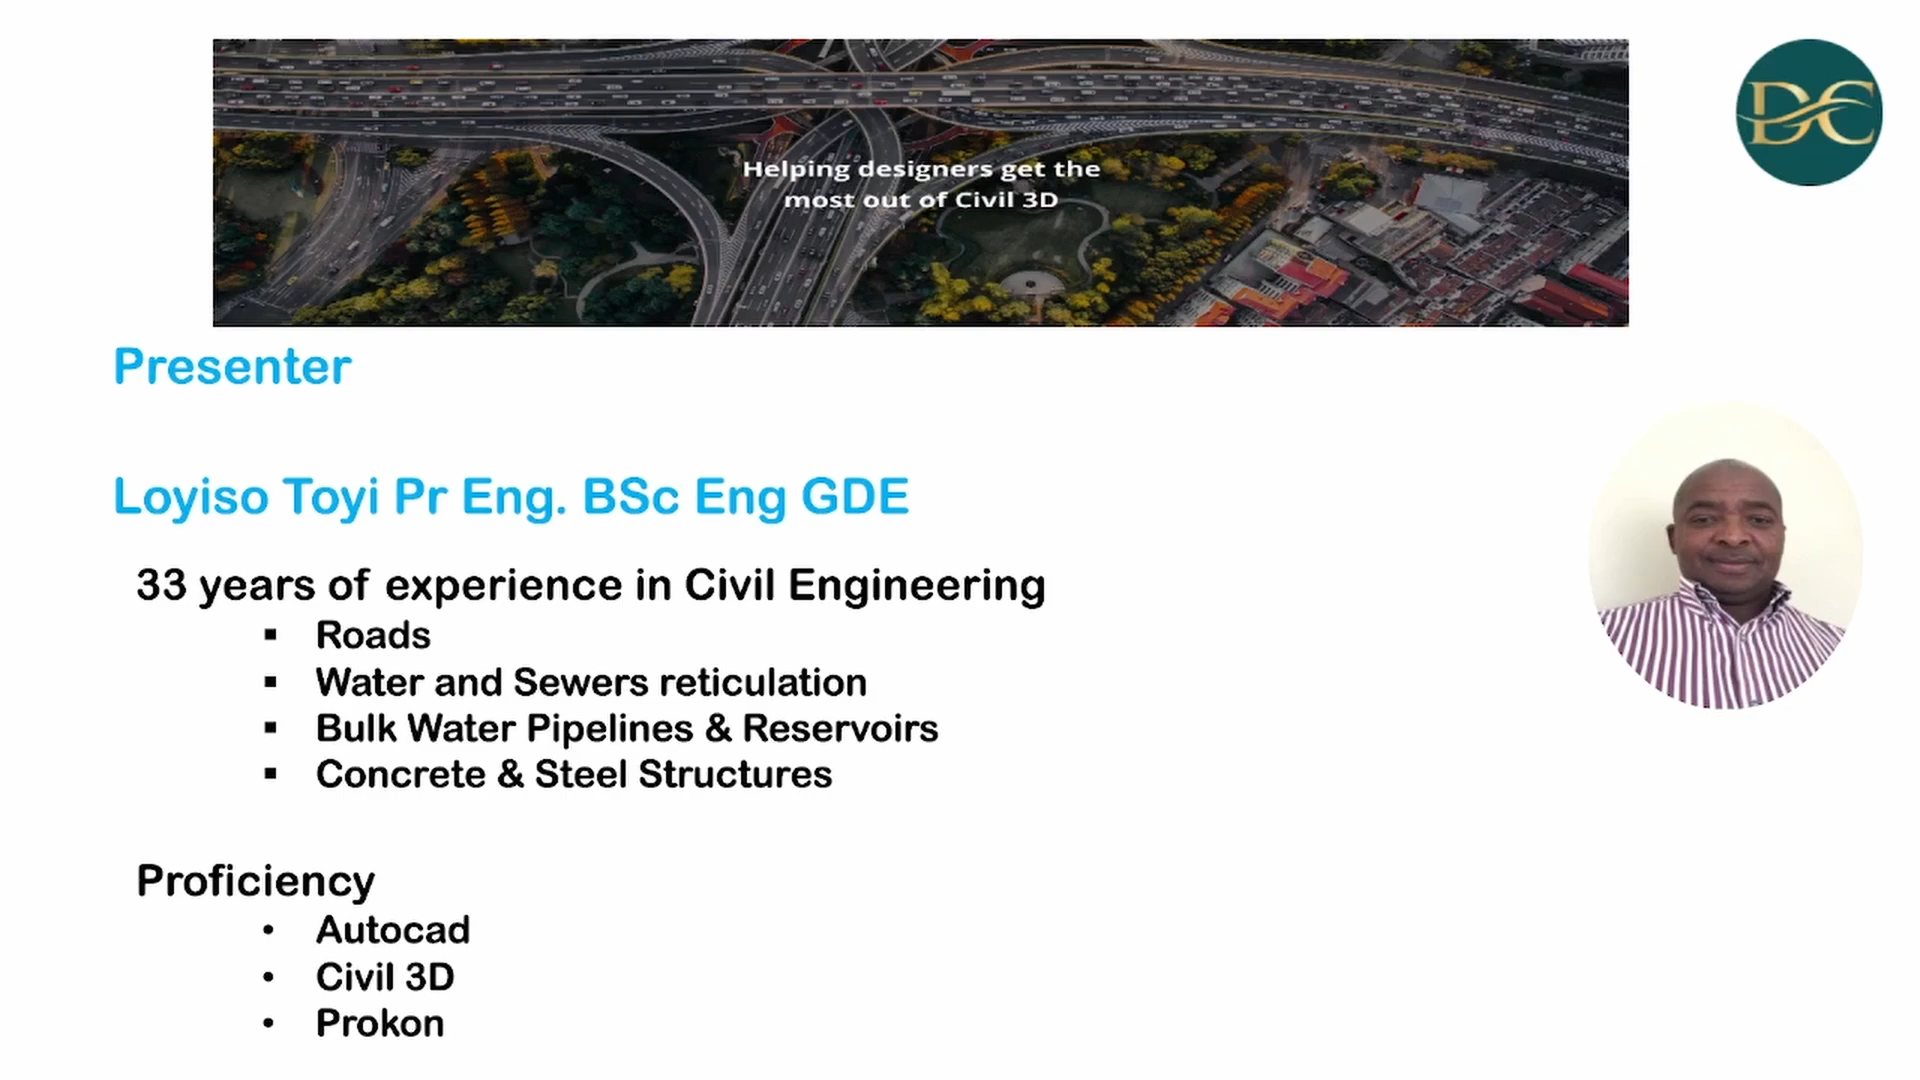 Helping designers get the
most out of Civil 3D
DC
Presenter
Loyiso Toyi Pr Eng. BSc Eng GDE
33 years of experience in Civil Engineering
▪ Roads
▪ Water and Sewers reticulation
▪ Bulk Water Pipelines & Reservoirs
▪ Concrete & Steel Structures
Proficiency
• Autocad
• Civil 3D
• Prokon